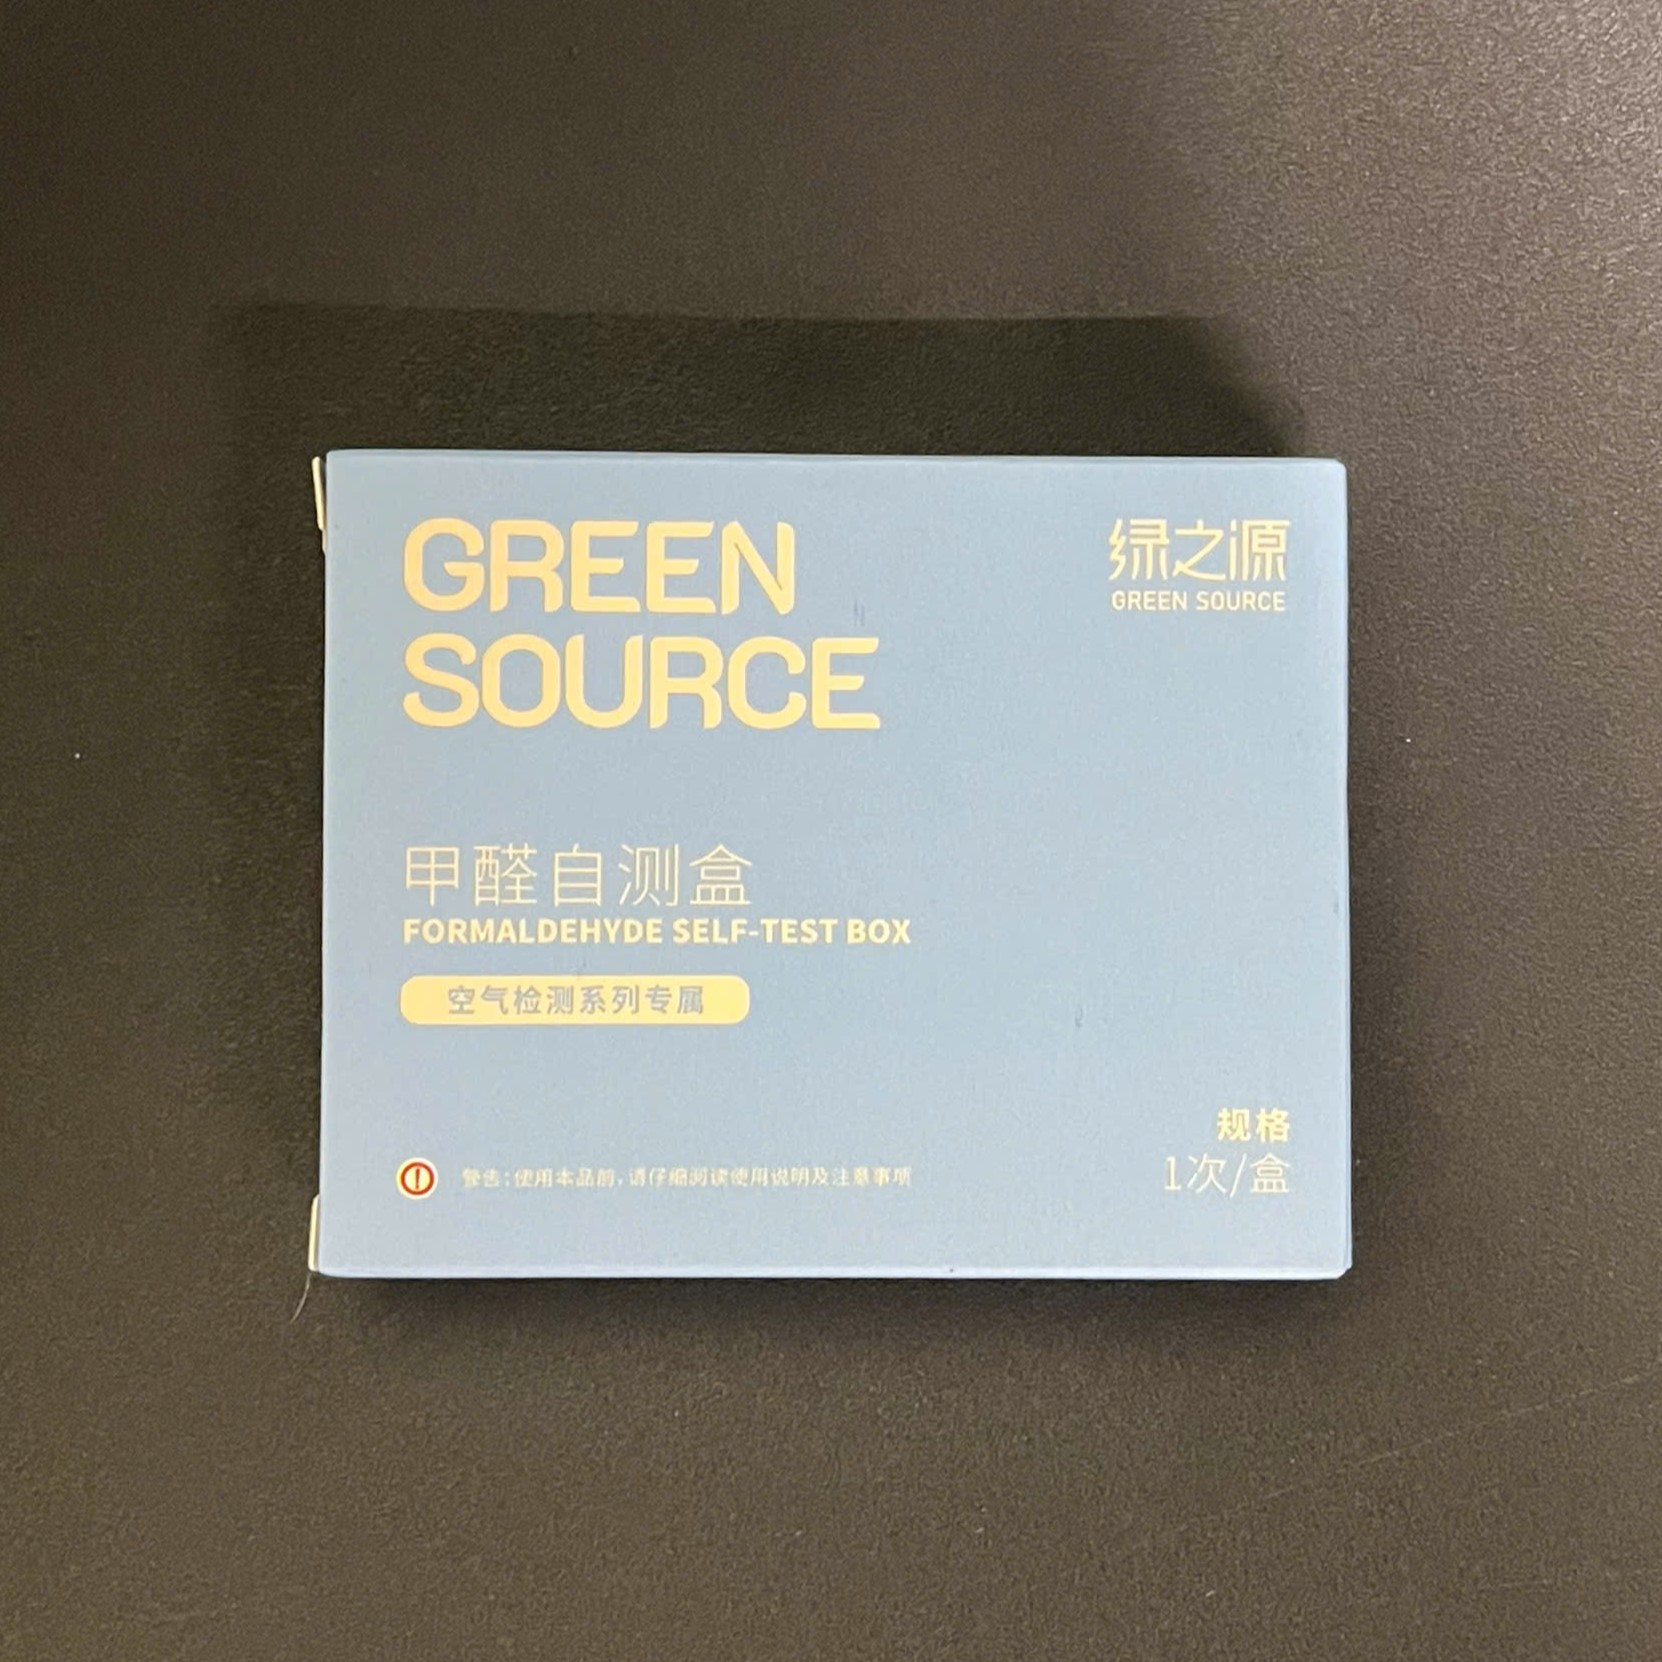 GREEN
SOURCE
绿之源
GREEN SOURCE
甲醛自测盒
FORMALDEHYDE SELF-TEST BOX
空气检测系列专属
警告:使用本品前,请仔细阅读使用说明及注意事项
规格
1次/盒